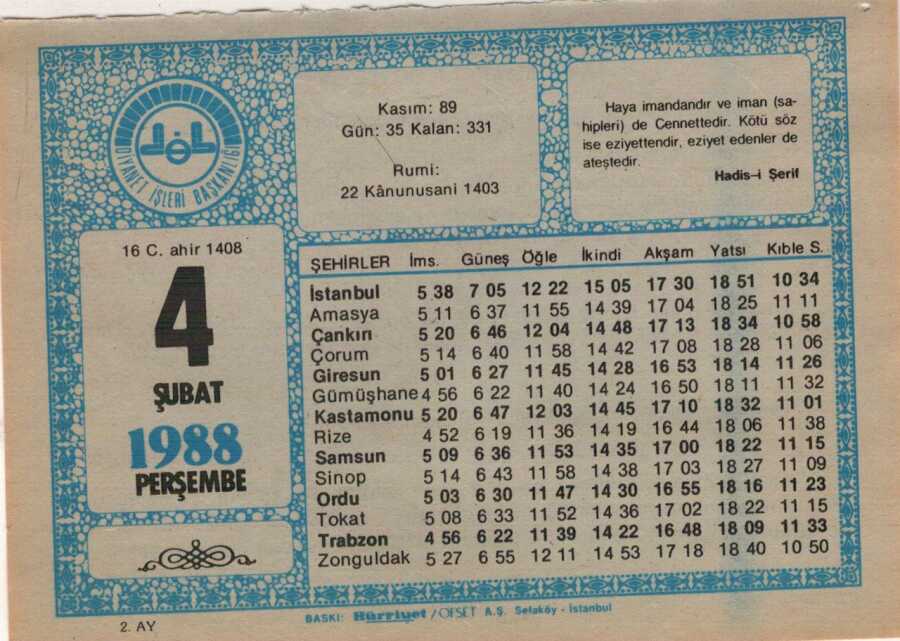 DİYANET İŞLERİ BAŞKANLIĞI
Kasım: 89
Gün: 35 Kalan: 331
Rumi:
22 Kânunusani 1403
Haya imandandır ve iman (sa-
hipleri) de Cennettedir. Kötü söz
ise eziyettendir, eziyet edenler de
ateştedir.
Hadis-i Şerif
16 C. ahir 1408
4
ŞUBAT
1988
PERŞEMBE
ŞEHİRLER İms. Güneş Öğle İkindi Akşam Yatsı Kıble S.
İstanbul 5 38 7 05 12 22 15 05 17 30 18 51 10 34
Amasya 5 11 6 37 11 55 14 39 17 04 18 25 11 11
Çankırı 5 20 6 46 12 04 14 48 17 13 18 34 10 58
Çorum 5 14 6 40 11 58 14 42 17 08 18 28 11 06
Giresun 5 01 6 27 11 45 14 28 16 53 18 14 11 26
Gümüşhane 4 56 6 22 11 40 14 24 16 50 18 11 11 32
Kastamonu 5 20 6 47 12 03 14 45 17 10 18 32 11 01
Rize 4 52 6 19 11 36 14 19 16 44 18 06 11 38
Samsun 5 09 6 36 11 53 14 35 17 00 18 22 11 15
Sinop 5 14 6 43 11 58 14 38 17 03 18 27 11 09
Ordu 5 03 6 30 11 47 14 30 16 55 18 16 11 23
Tokat 5 08 6 33 11 52 14 36 17 02 18 22 11 15
Trabzon 4 56 6 22 11 39 14 22 16 48 18 09 11 33
Zonguldak 5 27 6 55 12 11 14 53 17 18 18 40 10 50
2. AY
BASKI: Hürriyet / OFSET A.Ş. Sefaköy - İstanbul